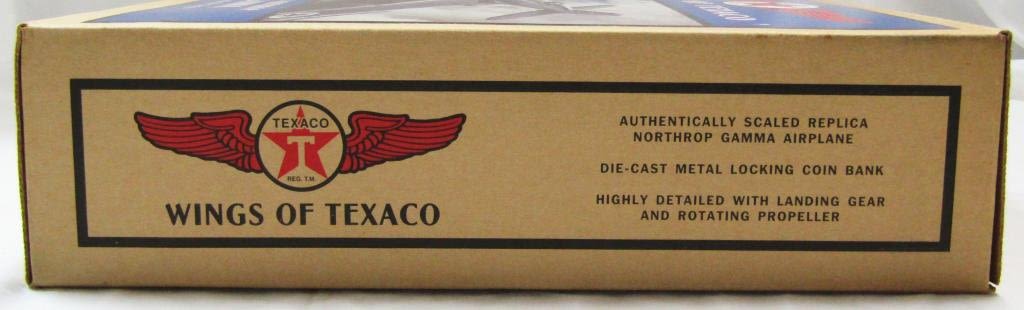 TEXACO
T
REG. T.M.
WINGS OF TEXACO
AUTHENTICALLY SCALED REPLICA
NORTHROP GAMMA AIRPLANE
DIE-CAST METAL LOCKING COIN BANK
HIGHLY DETAILED WITH LANDING GEAR
AND ROTATING PROPELLER